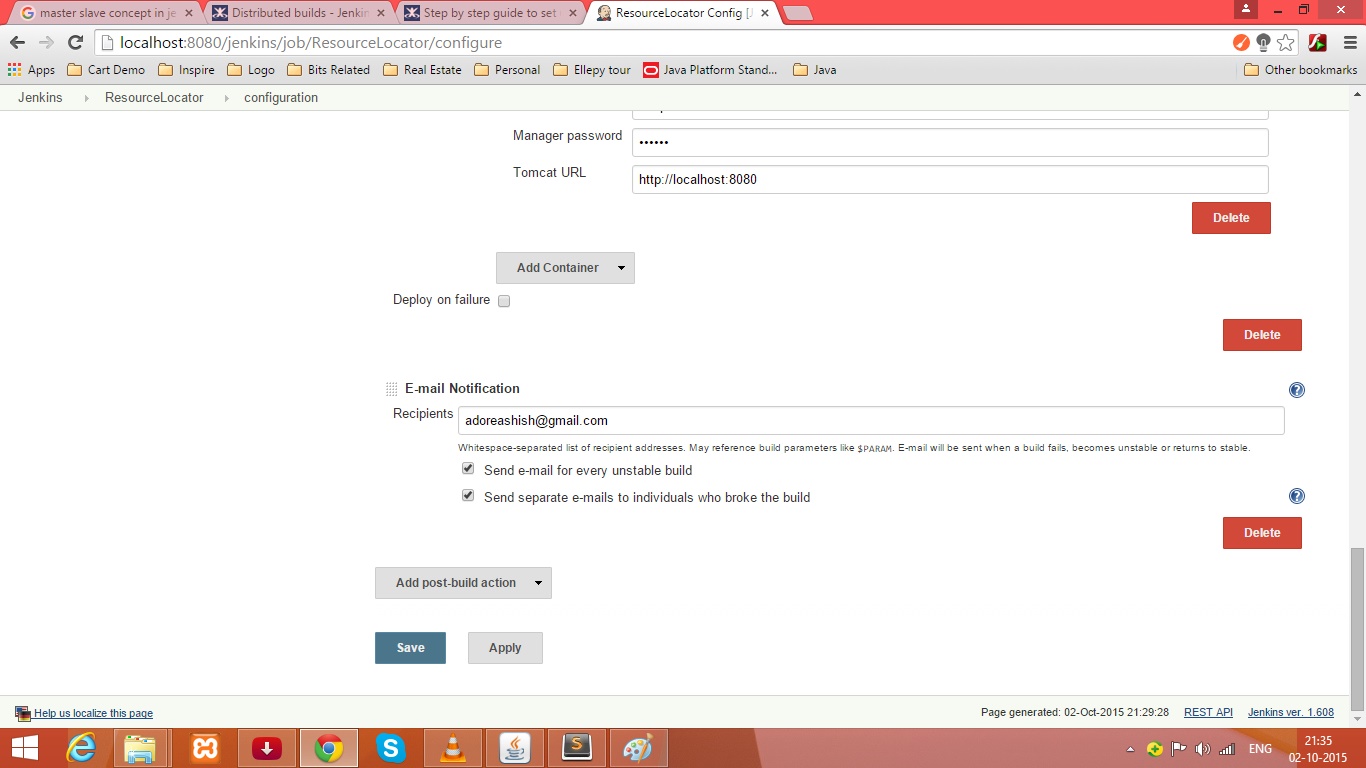 master slave concept in je
Distributed builds - Jenkin
Step by step guide to set
ResourceLocator Config [J
localhost:8080/jenkins/job/ResourceLocator/configure
Apps Cart Demo Inspire Logo Bits Related Real Estate Personal Ellepy tour Java Platform Stand... Java Other bookmarks
Jenkins ResourceLocator configuration
Manager password ••••••
Tomcat URL http://localhost:8080
Delete
Add Container
Deploy on failure
Delete
E-mail Notification
Recipients adoreashish@gmail.com
Whitespace-separated list of recipient addresses. May reference build parameters like $PARAM. E-mail will be sent when a build fails, becomes unstable or returns to stable.
Send e-mail for every unstable build
Send separate e-mails to individuals who broke the build
Delete
Add post-build action
Save Apply
Help us localize this page Page generated: 02-Oct-2015 21:29:28 REST API Jenkins ver. 1.608
ENG 21:35
02-10-2015